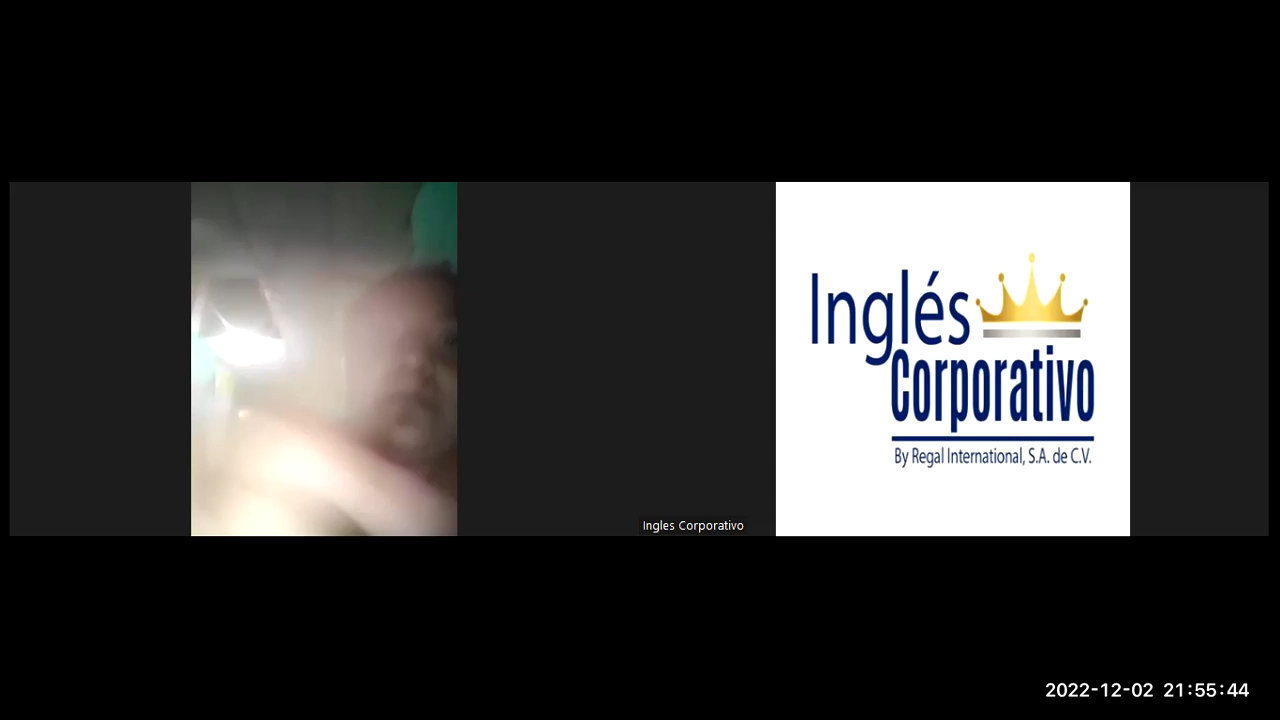 Inglés
Corporativo
By Regal International, S.A. de C.V.
Ingles Corporativo
2022-12-02 21:55:44